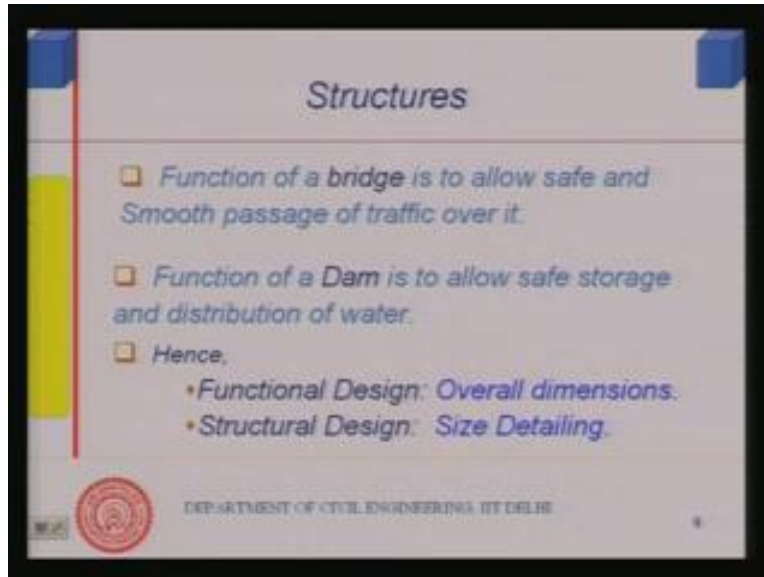 Structures
Function of a bridge is to allow safe and
Smooth passage of traffic over it.
Function of a Dam is to allow safe storage
and distribution of water.
Hence,
•Functional Design: Overall dimensions.
•Structural Design: Size Detailing.
DEPARTMENT OF CIVIL ENGINEERING IIT DELHI